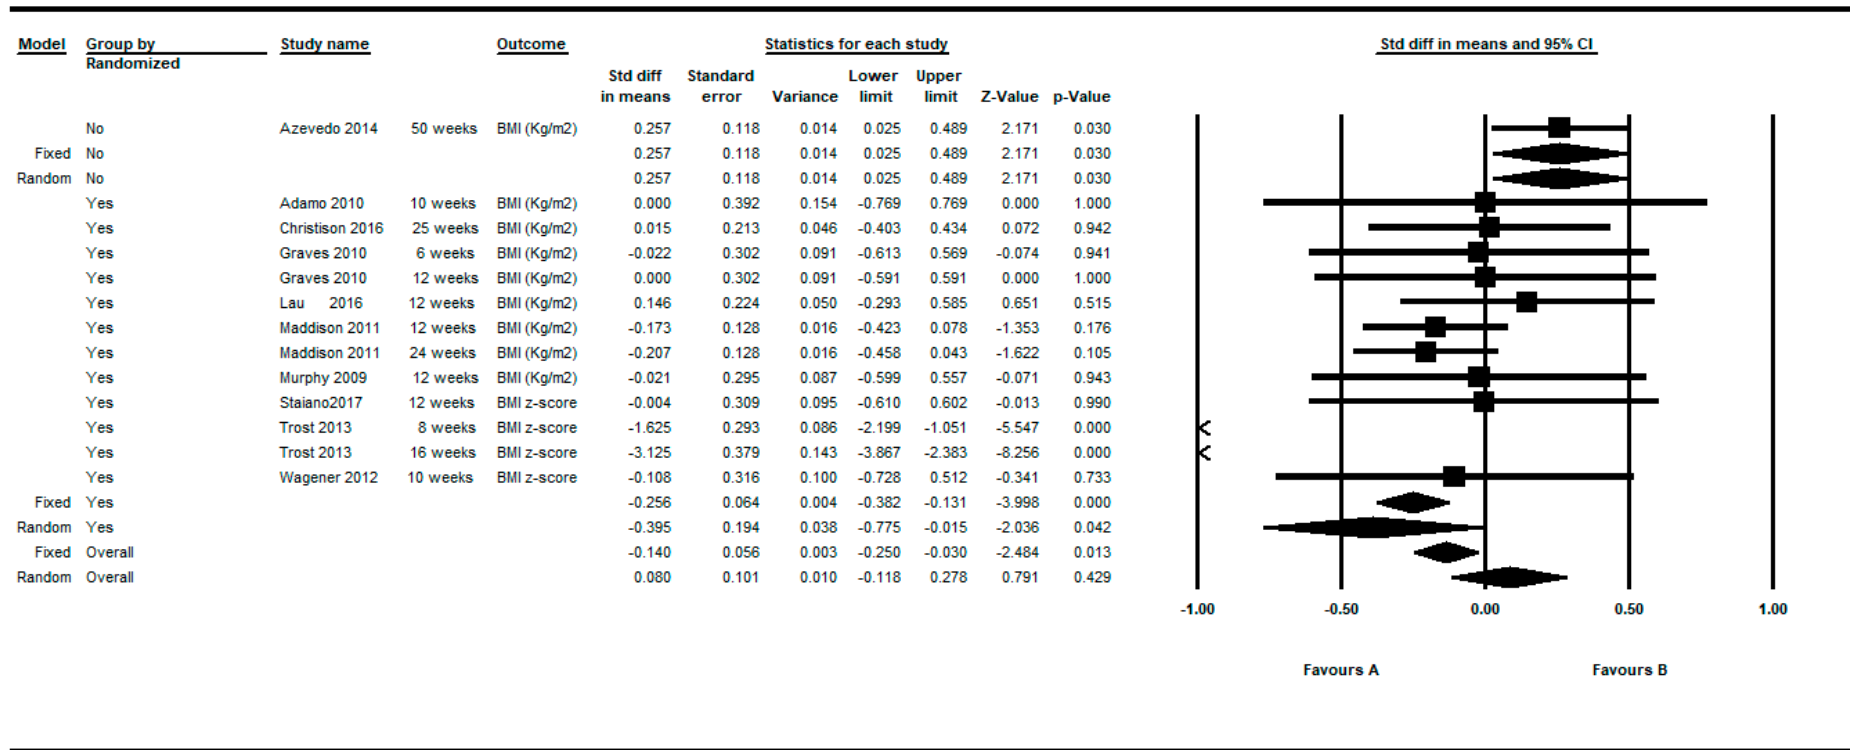 Model Group by Study name Outcome Statistics for each study Std diff in means and 95% CI
Randomized
Std diff Standard Lower Upper
in means error Variance limit limit Z-Value p-Value
No Azevedo 2014 50 weeks BMI (Kg/m2) 0.257 0.118 0.014 0.025 0.489 2.171 0.030
Fixed No 0.257 0.118 0.014 0.025 0.489 2.171 0.030
Random No 0.257 0.118 0.014 0.025 0.489 2.171 0.030
Yes Adamo 2010 10 weeks BMI (Kg/m2) 0.000 0.392 0.154 -0.769 0.769 0.000 1.000
Yes Christison 2016 25 weeks BMI (Kg/m2) 0.015 0.213 0.046 -0.403 0.434 0.072 0.942
Yes Graves 2010 6 weeks BMI (Kg/m2) -0.022 0.302 0.091 -0.613 0.569 -0.074 0.941
Yes Graves 2010 12 weeks BMI (Kg/m2) 0.000 0.302 0.091 -0.591 0.591 0.000 1.000
Yes Lau 2016 12 weeks BMI (Kg/m2) 0.146 0.224 0.050 -0.293 0.585 0.651 0.515
Yes Maddison 2011 12 weeks BMI (Kg/m2) -0.173 0.128 0.016 -0.423 0.078 -1.353 0.176
Yes Maddison 2011 24 weeks BMI (Kg/m2) -0.207 0.128 0.016 -0.458 0.043 -1.622 0.105
Yes Murphy 2009 12 weeks BMI (Kg/m2) -0.021 0.295 0.087 -0.599 0.557 -0.071 0.943
Yes Staiano2017 12 weeks BMI z-score -0.004 0.309 0.095 -0.610 0.602 -0.013 0.990
Yes Trost 2013 8 weeks BMI z-score -1.625 0.293 0.086 -2.199 -1.051 -5.547 0.000
Yes Trost 2013 16 weeks BMI z-score -3.125 0.379 0.143 -3.867 -2.383 -8.256 0.000
Yes Wagener 2012 10 weeks BMI z-score -0.108 0.316 0.100 -0.728 0.512 -0.341 0.733
Fixed Yes -0.256 0.064 0.004 -0.382 -0.131 -3.998 0.000
Random Yes -0.395 0.194 0.038 -0.775 -0.015 -2.036 0.042
Fixed Overall -0.140 0.056 0.003 -0.250 -0.030 -2.484 0.013
Random Overall 0.080 0.101 0.010 -0.118 0.278 0.791 0.429
-1.00 -0.50 0.00 0.50 1.00
Favours A Favours B